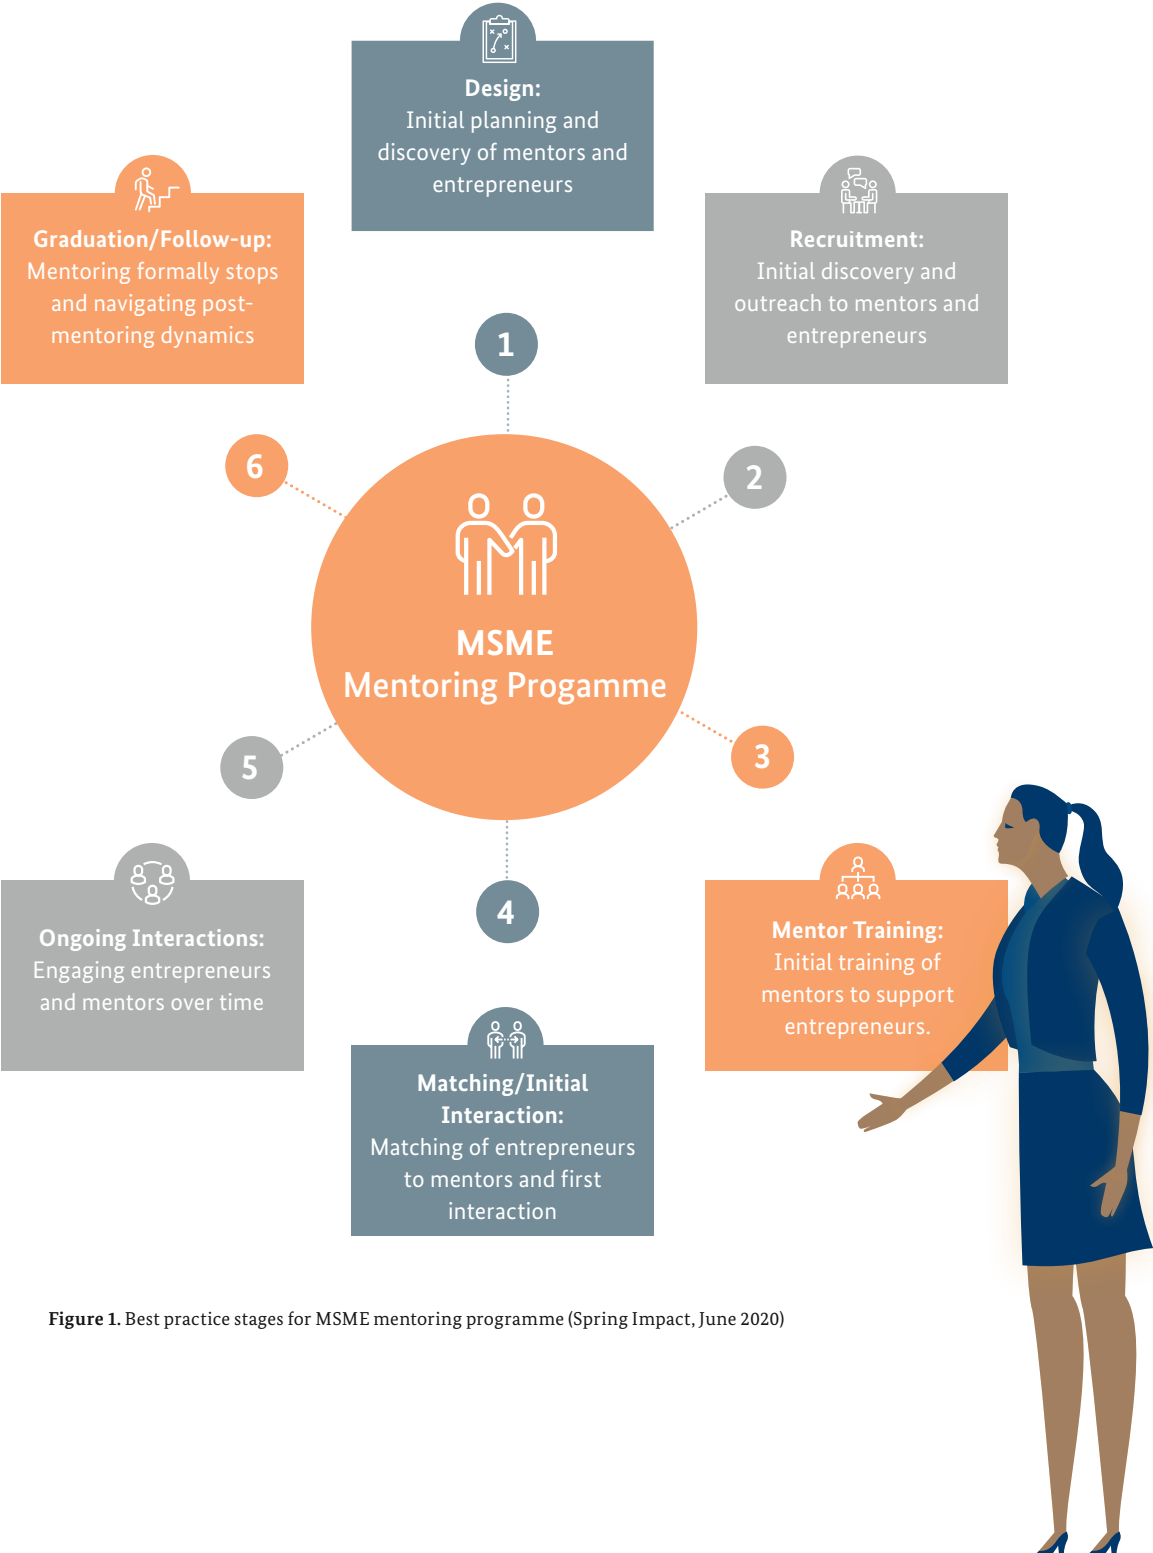 Design:
Initial planning and
discovery of mentors and
entrepreneurs
Recruitment:
Initial discovery and
outreach to mentors and
entrepreneurs
Graduation/Follow-up:
Mentoring formally stops
and navigating post-
mentoring dynamics
1
2
6
MSME
Mentoring Progamme
3
5
4
Mentor Training:
Initial training of
mentors to support
entrepreneurs.
Ongoing Interactions:
Engaging entrepreneurs
and mentors over time
Matching/Initial
Interaction:
Matching of entrepreneurs
to mentors and first
interaction
Figure 1. Best practice stages for MSME mentoring programme (Spring Impact, June 2020)